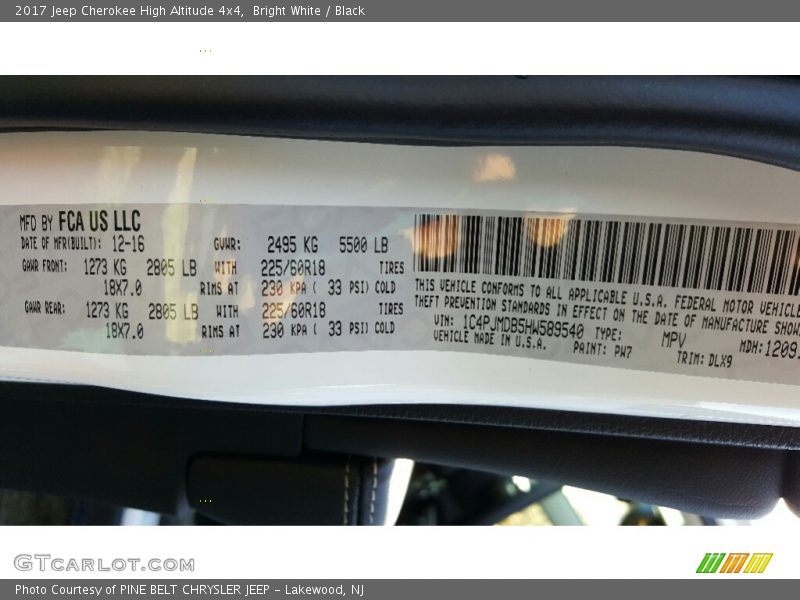 2017 Jeep Cherokee High Altitude 4x4,  Bright White / Black
MFD BY FCA US LLC
DATE OF MFR(BUILT): 12-16 GVWR: 2495 KG 5500 LB
GAWR FRONT: 1273 KG 2805 LB WITH 225/60R18 TIRES
18X7.0 RIMS AT 230 KPA ( 33 PSI) COLD
GAWR REAR: 1273 KG 2805 LB WITH 225/60R18 TIRES
18X7.0 RIMS AT 230 KPA ( 33 PSI) COLD
THIS VEHICLE CONFORMS TO ALL APPLICABLE U.S.A. FEDERAL MOTOR VEHICLE
THEFT PREVENTION STANDARDS IN EFFECT ON THE DATE OF MANUFACTURE SHOW
VIN: 1C4PJMDB5HW589540 TYPE: MPV MDH: 12091
VEHICLE MADE IN U.S.A. PAINT: PW7 TRIM: DLX9
GTCARLOT.COM
Photo Courtesy of PINE BELT CHRYSLER JEEP - Lakewood, NJ